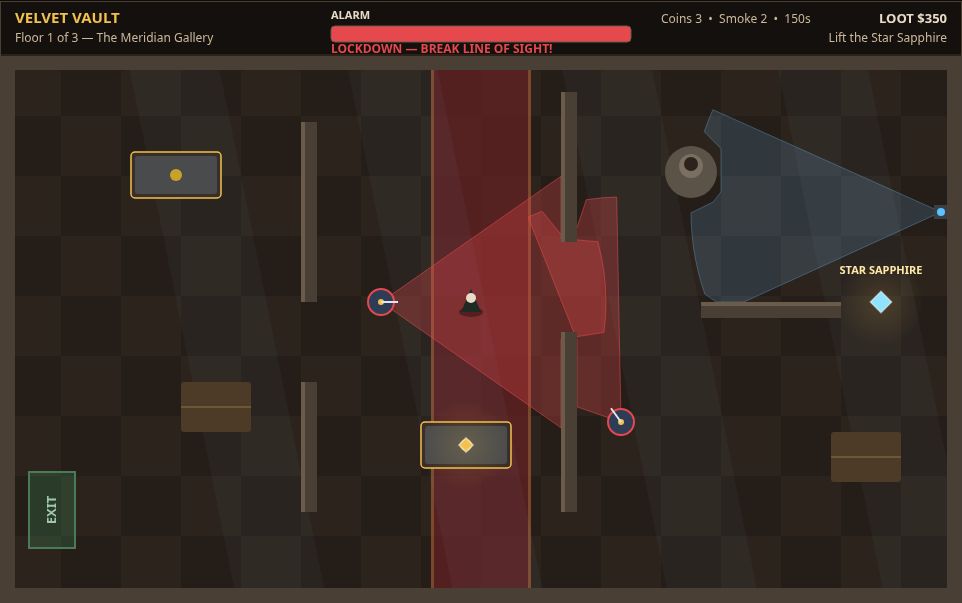 VELVET VAULT
Floor 1 of 3 — The Meridian Gallery
ALARM
LOCKDOWN — BREAK LINE OF SIGHT!
Coins 3 • Smoke 2 • 150s
LOOT $350
Lift the Star Sapphire
STAR SAPPHIRE
EXIT